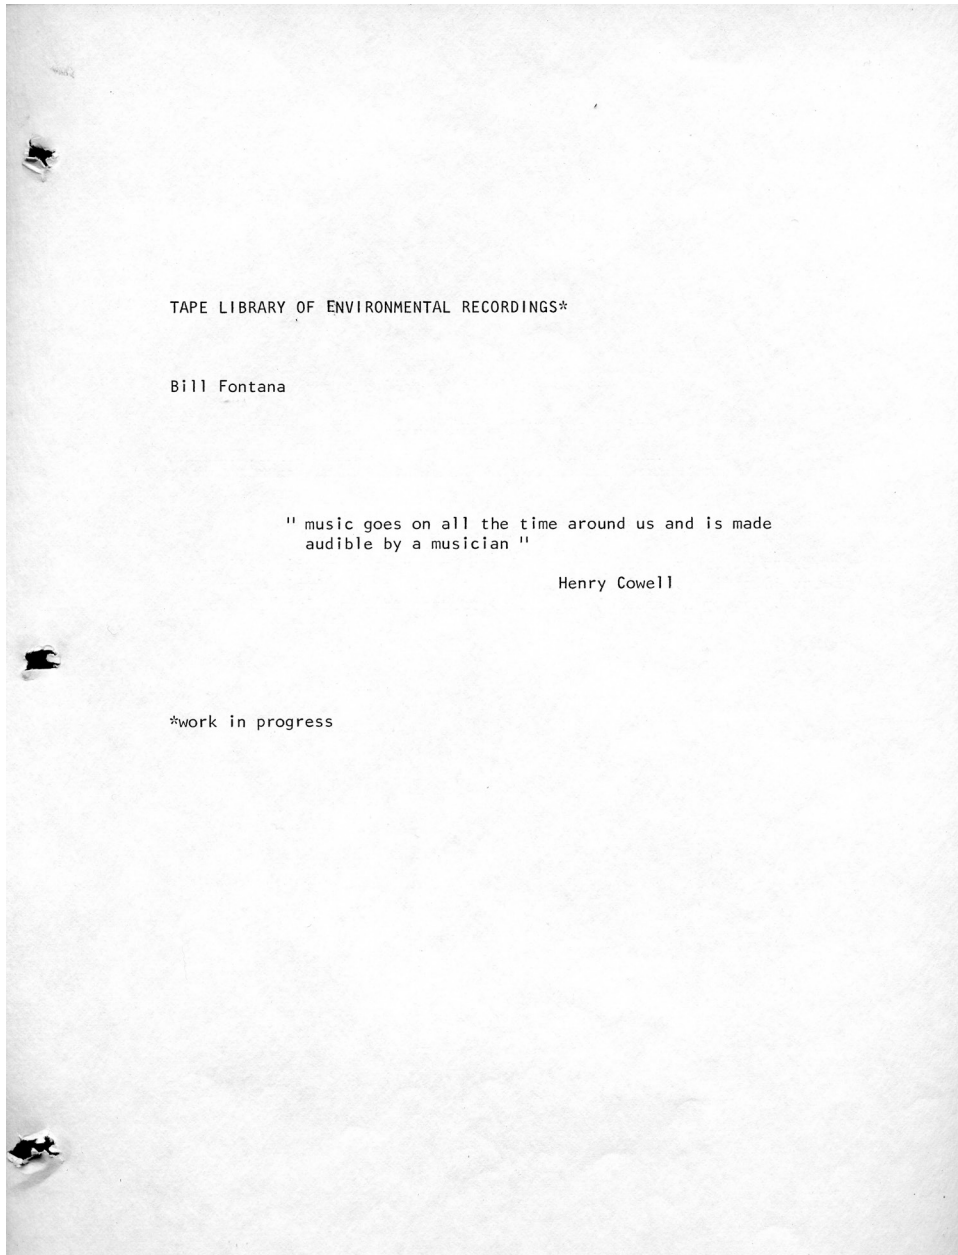 TAPE LIBRARY OF ENVIRONMENTAL RECORDINGS*
Bill Fontana
" music goes on all the time around us and is made
audible by a musician "
Henry Cowell
*work in progress